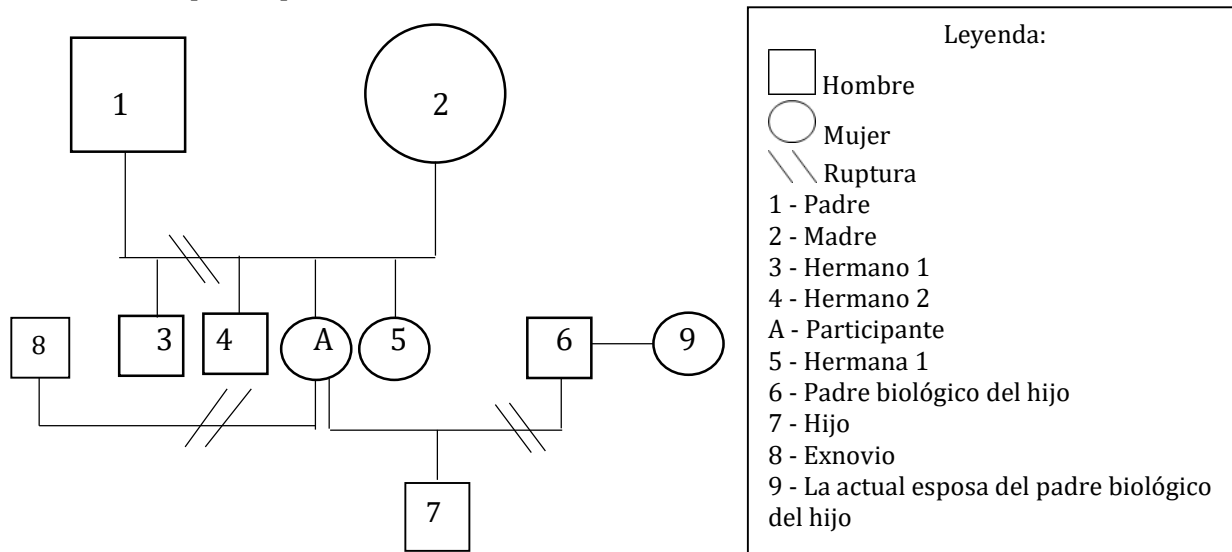 1
2
3
4
A
5
6
7
8
9
Leyenda:
Hombre
Mujer
Ruptura
1 - Padre
2 - Madre
3 - Hermano 1
4 - Hermano 2
A - Participante
5 - Hermana 1
6 - Padre biológico del hijo
7 - Hijo
8 - Exnovio
9 - La actual esposa del padre biológico
del hijo